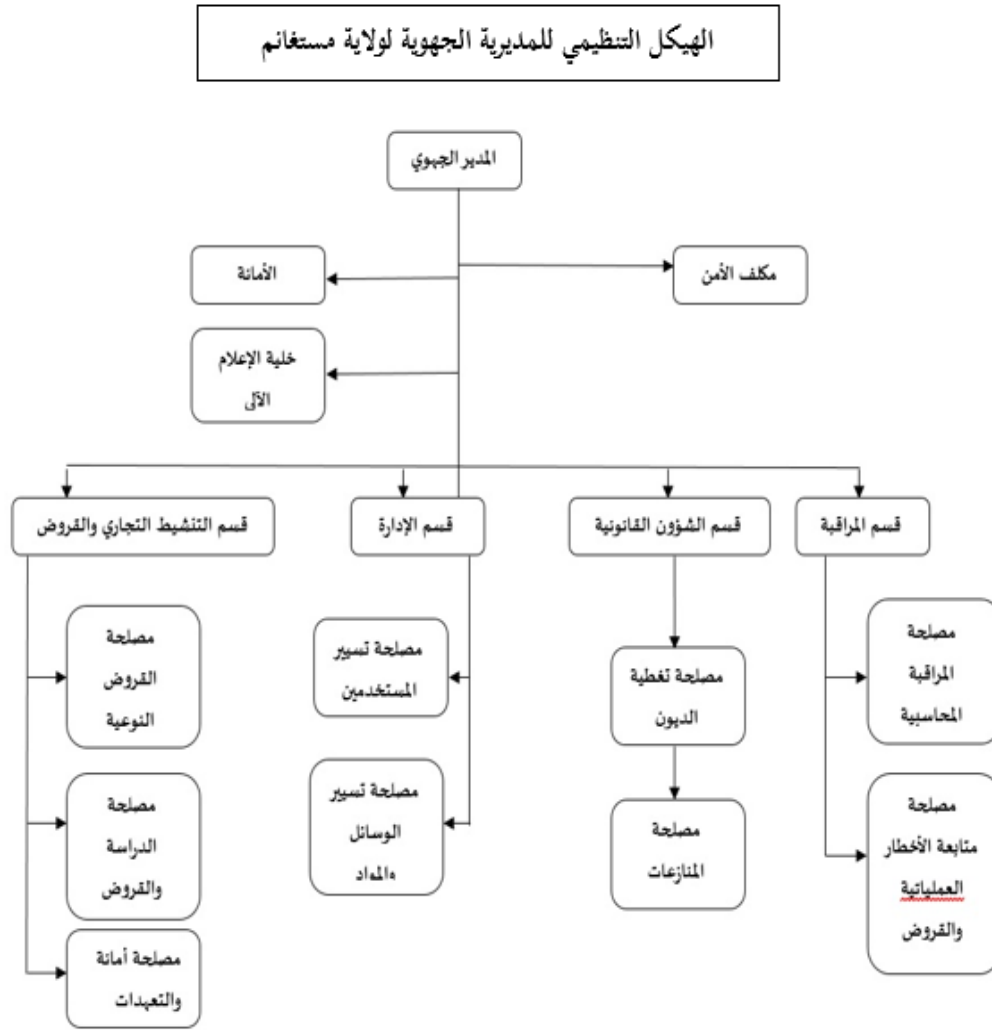 الهيكل التنظيمي للمديرية الجهوية لولاية مستغانم
المدير الجهوي
مكلف الأمن
الأمانة
خلية الإعلام
الآلى
قسم المراقبة
قسم الشؤون القانونية
قسم الإدارة
قسم التنشيط التجاري والقروض
مصلحة
المراقبة
المحاسبية
مصلحة
متابعة الأخطار
العملياتية
والقروض
مصلحة تغطية
الديون
مصلحة
المنازعات
مصلحة تسيير
المستخدمين
مصلحة تسيير
الوسائل
والمواد
مصلحة
القروض
النوعية
مصلحة
الدراسة
والقروض
مصلحة أمانة
والتعهدات